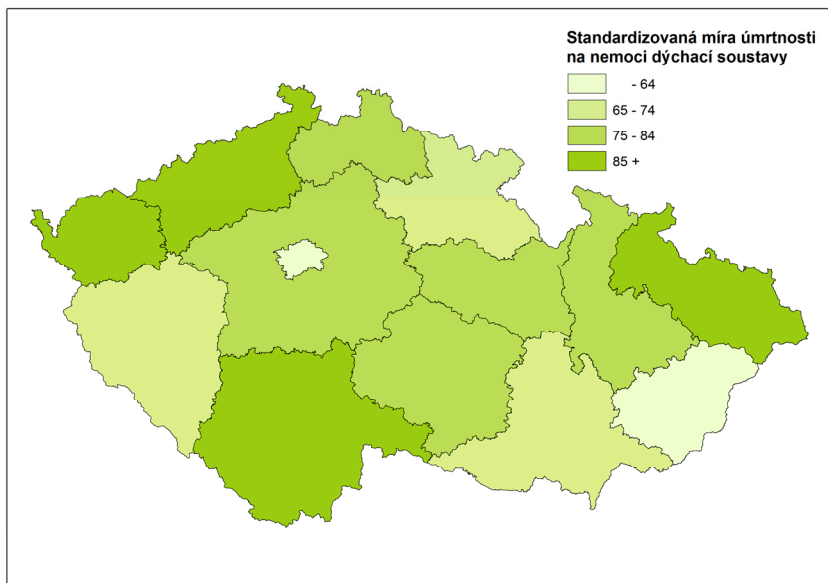 Standardizovaná míra úmrtnosti
na nemoci dýchací soustavy
- 64
65 - 74
75 - 84
85 +